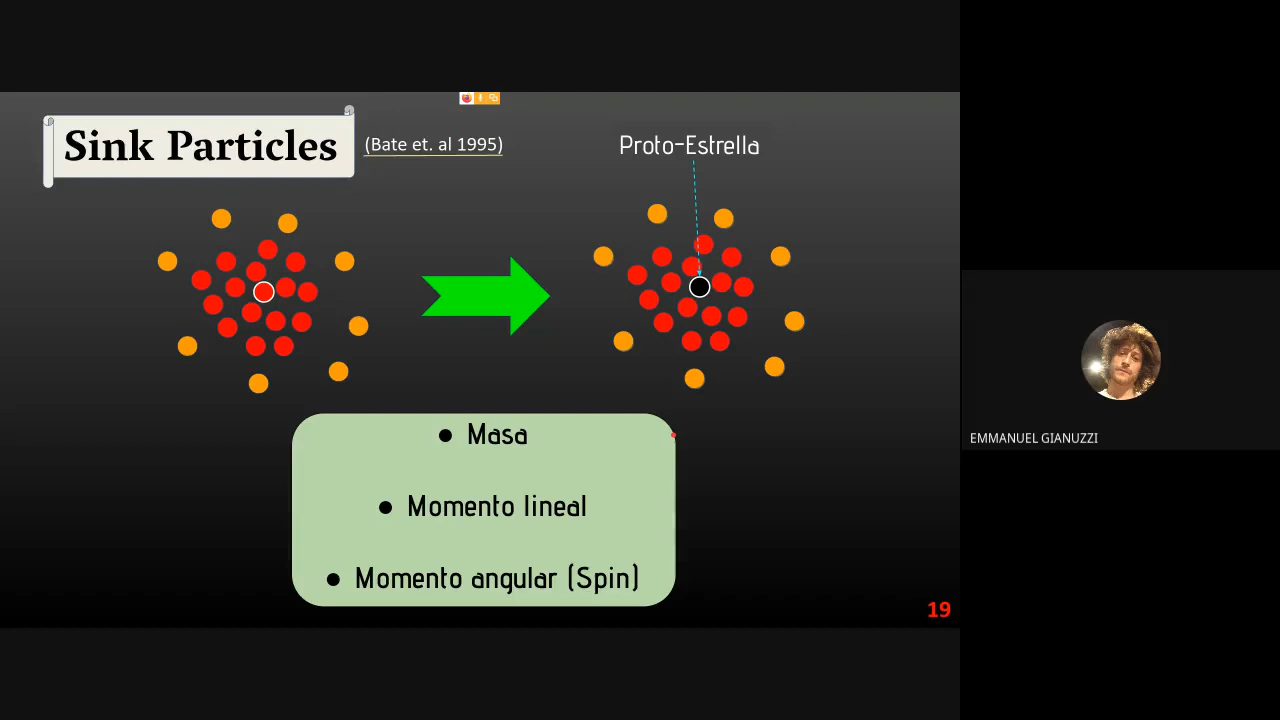 Sink Particles
(Bate et. al 1995)
Proto-Estrella
● Masa
● Momento lineal
● Momento angular (Spin)
19
EMMANUEL GIANUZZI